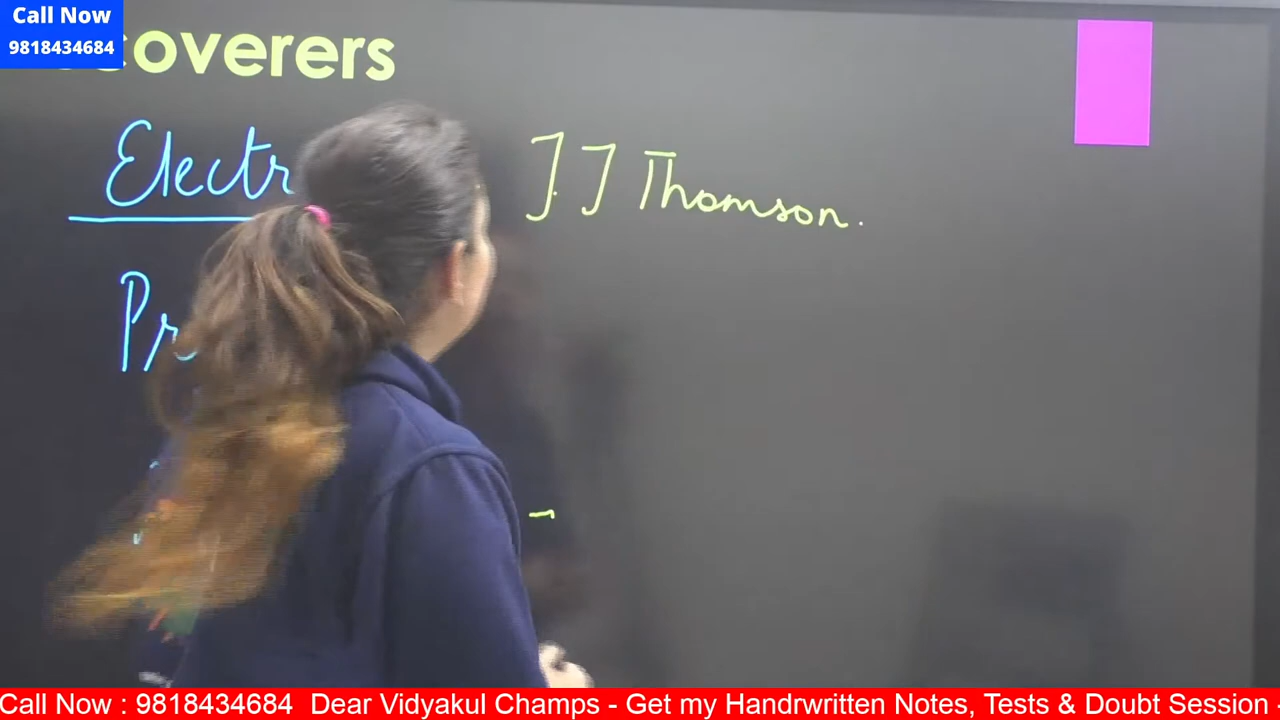 Call Now
9818434684
coverers
Electr
J J Thomson.
Pr
Call Now : 9818434684 Dear Vidyakul Champs - Get my Handrwritten Notes, Tests & Doubt Session